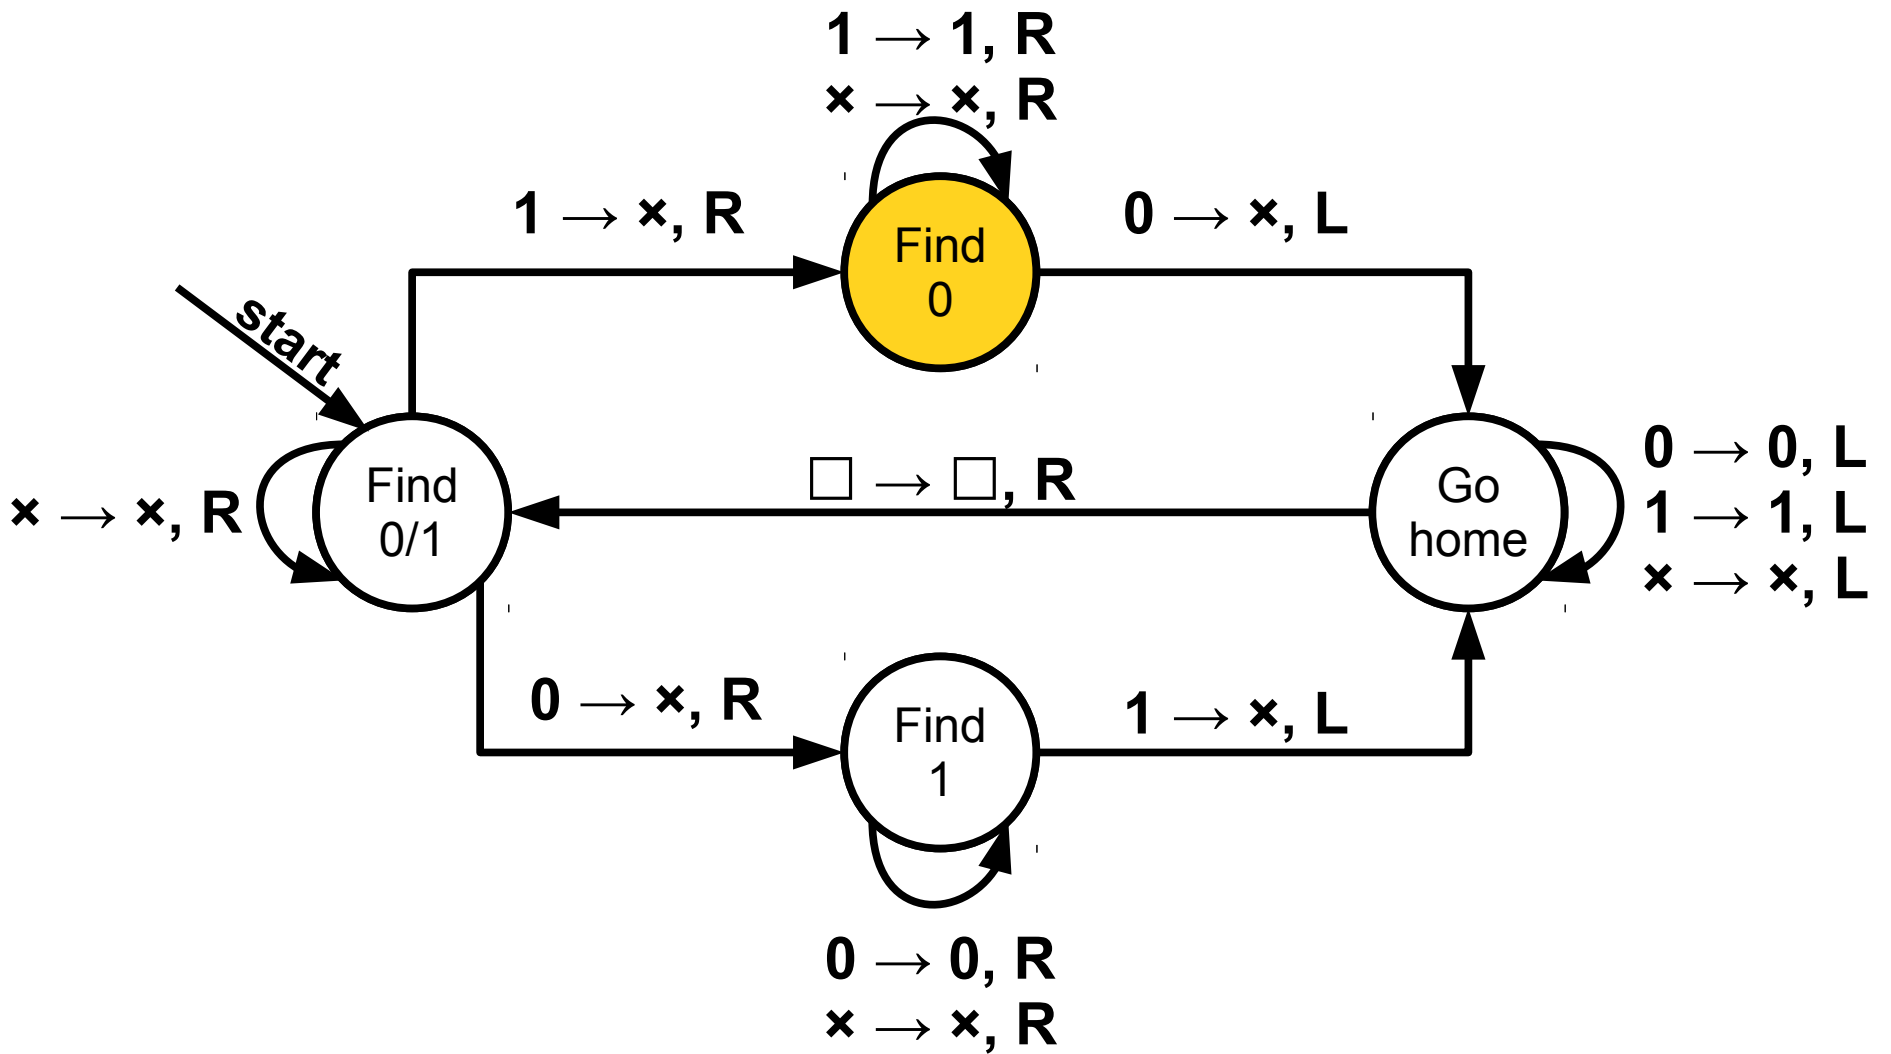 1 → 1, R
× → ×, R
1 → ×, R
Find
0
0 → ×, L
start
Find
0/1
× → ×, R
□ → □, R
Go
home
0 → 0, L
1 → 1, L
× → ×, L
0 → ×, R
Find
1
1 → ×, L
0 → 0, R
× → ×, R